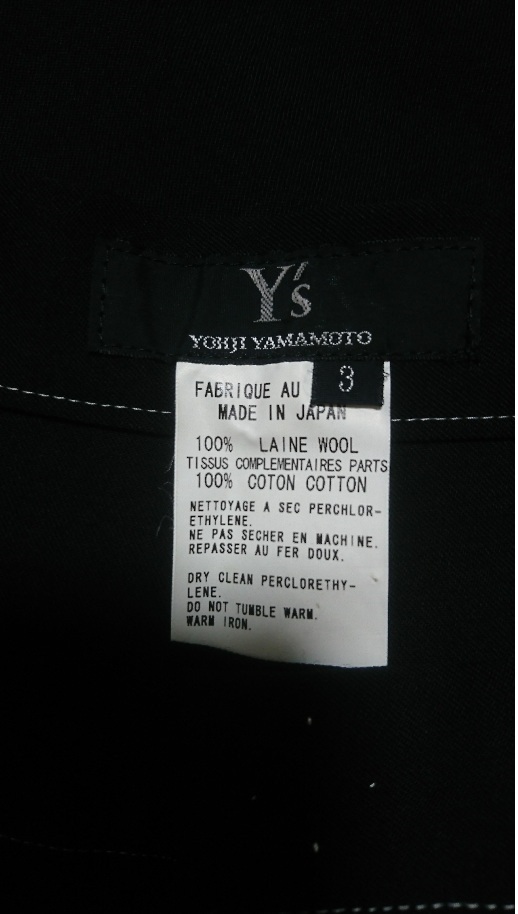 Y's
YOHJI YAMAMOTO
3
FABRIQUE AU
MADE IN JAPAN
100% LAINE WOOL
TISSUS COMPLEMENTAIRES PARTS
100% COTON COTTON
NETTOYAGE A SEC PERCHLOR-
ETHYLENE.
NE PAS SECHER EN MACHINE.
REPASSER AU FER DOUX.
DRY CLEAN PERCLORETHY-
LENE.
DO NOT TUMBLE WARM.
WARM IRON.